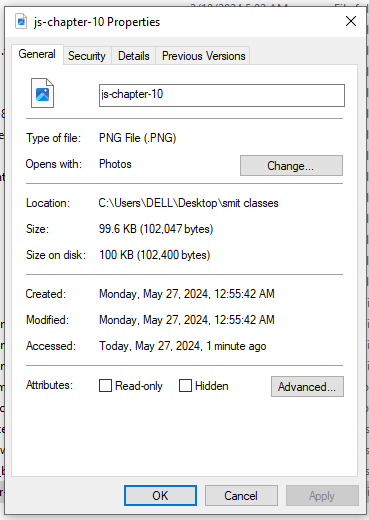 js-chapter-10 Properties
General Security Details Previous Versions
js-chapter-10
Type of file: PNG File (.PNG)
Opens with: Photos Change...
Location: C:\Users\DELL\Desktop\smit classes
Size: 99.6 KB (102,047 bytes)
Size on disk: 100 KB (102,400 bytes)
Created: Monday, May 27, 2024, 12:55:42 AM
Modified: Monday, May 27, 2024, 12:55:42 AM
Accessed: Today, May 27, 2024, 1 minute ago
Attributes: Read-only Hidden Advanced...
OK Cancel Apply